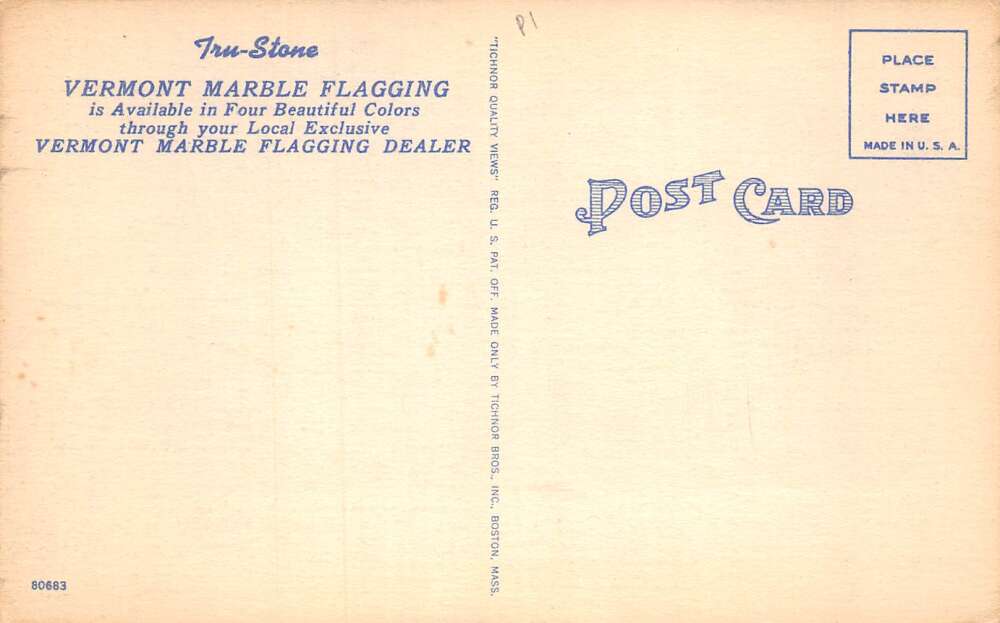 Tru-Stone
VERMONT MARBLE FLAGGING
is Available in Four Beautiful Colors
through your Local Exclusive
VERMONT MARBLE FLAGGING DEALER
80683
"TICHNOR QUALITY VIEWS" REG. U. S. PAT. OFF. MADE ONLY BY TICHNOR BROS., INC., BOSTON, MASS.
P1
POST CARD
PLACE
STAMP
HERE
MADE IN U. S. A.